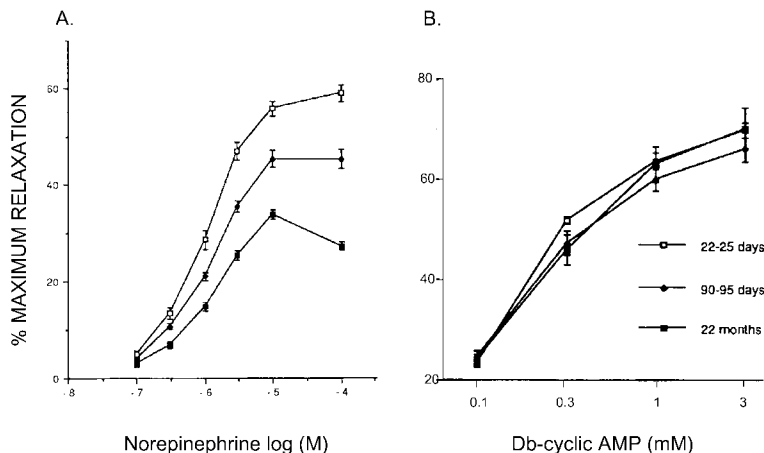 A.
B.
% MAXIMUM RELAXATION
60
40
20
0
-8
-7
-6
-5
-4
Norepinephrine log (M)
80
60
40
20
0.1
0.3
1
3
Db-cyclic AMP (mM)
22-25 days
90-95 days
22 months